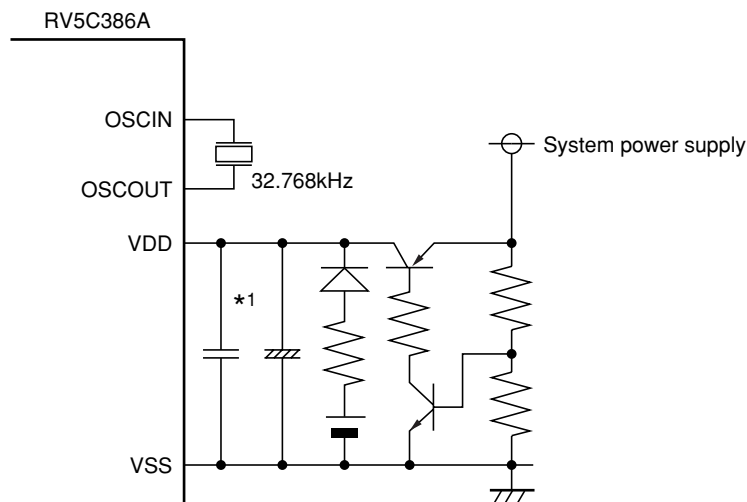 RV5C386A
OSCIN
System power supply
OSCOUT
32.768kHz
VDD
*1
VSS